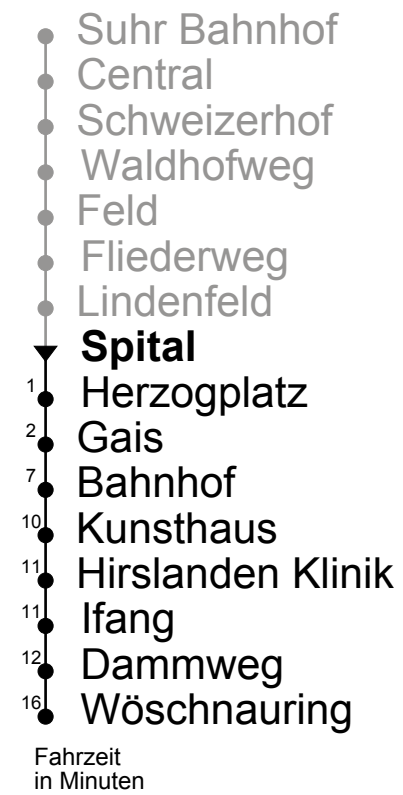 Suhr Bahnhof
Central
Schweizerhof
Waldhofweg
Feld
Fliederweg
Lindenfeld
Spital
1 Herzogplatz
2 Gais
7 Bahnhof
10 Kunsthaus
11 Hirslanden Klinik
11 Ifang
12 Dammweg
16 Wöschnauring
Fahrzeit
in Minuten